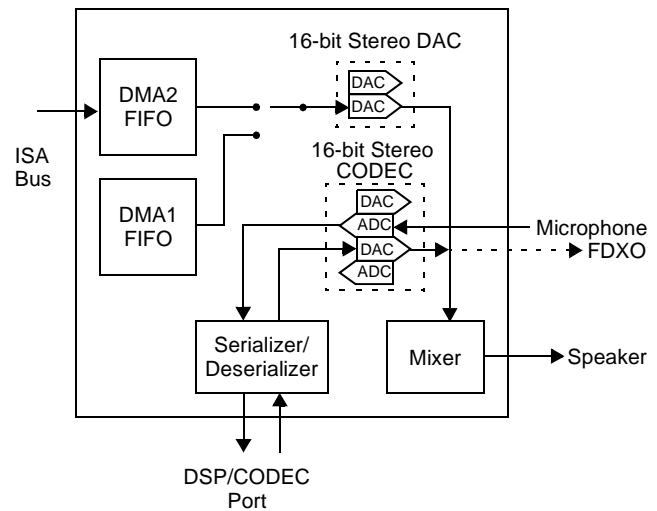 16-bit Stereo DAC
DMA2
FIFO
DAC
DAC
ISA
Bus
16-bit Stereo
CODEC
DMA1
FIFO
DAC
ADC
DAC
ADC
Microphone
FDXO
Serializer/
Deserializer
Mixer
Speaker
DSP/CODEC
Port